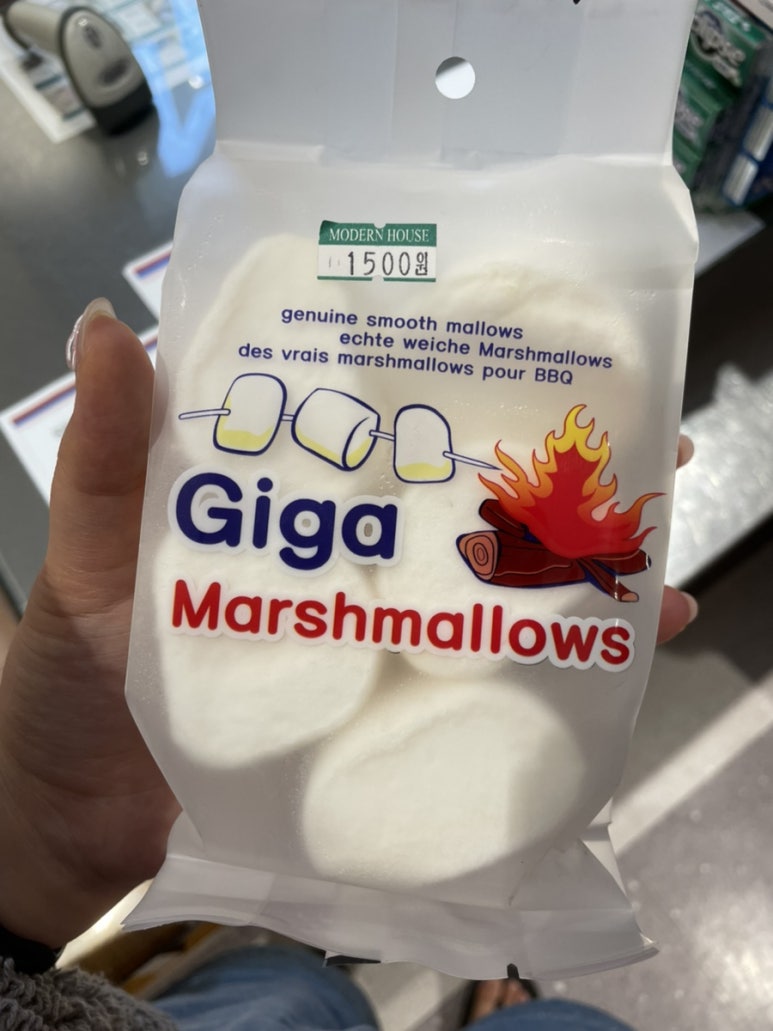 MODERN HOUSE
1500원
genuine smooth mallows
echte weiche Marshmallows
des vrais marshmallows pour BBQ
Giga
Marshmallows